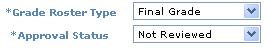 *Grade Roster Type Final Grade
*Approval Status Not Reviewed